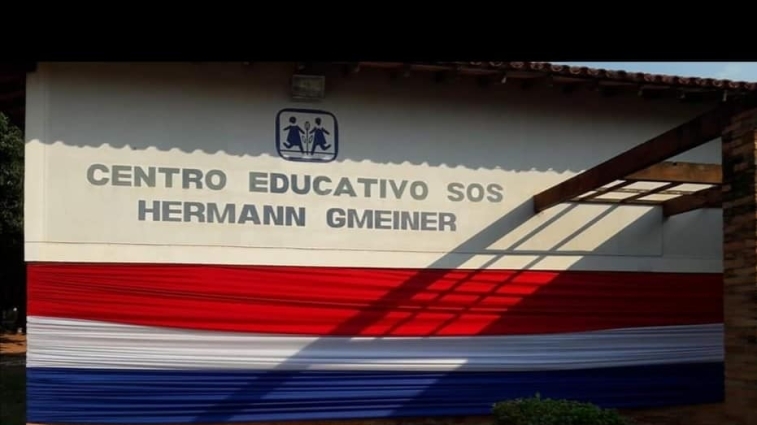 CENTRO EDUCATIVO SOS
HERMANN GMEINER